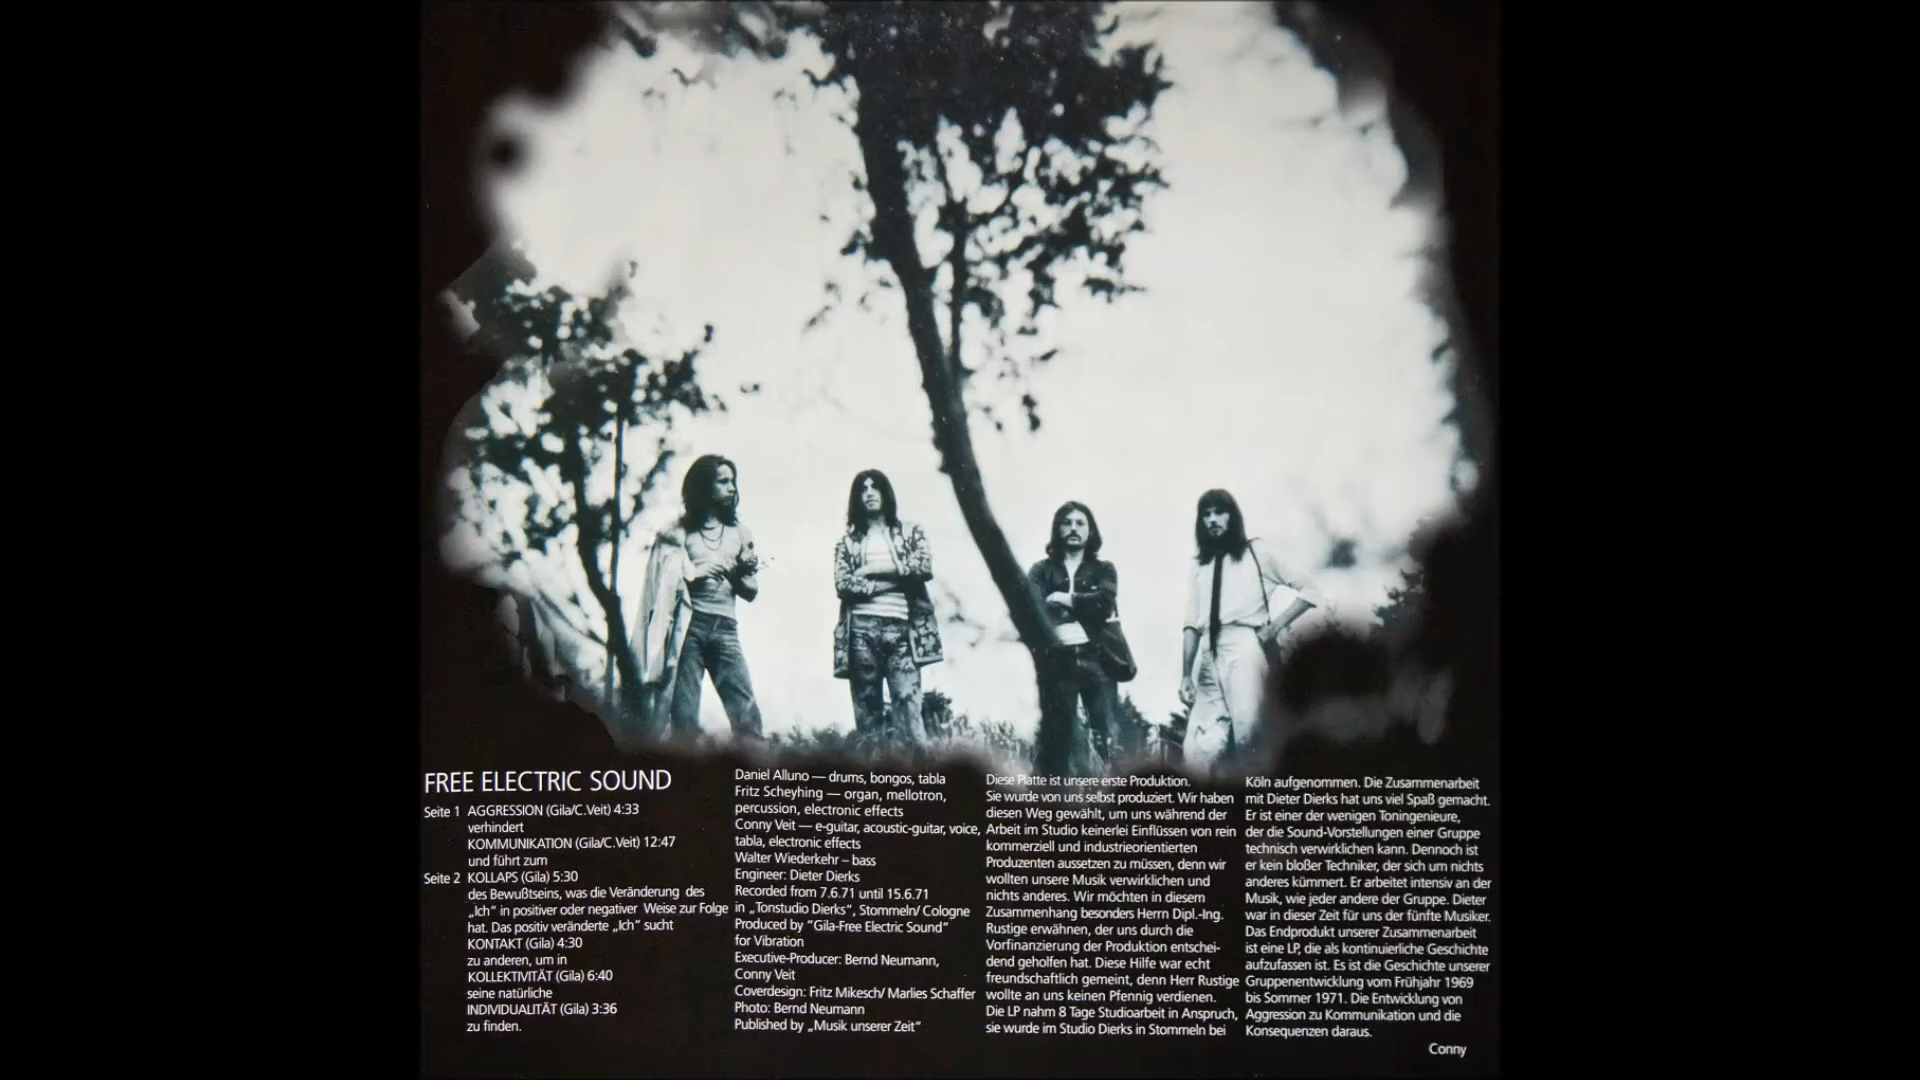 FREE ELECTRIC SOUND
Seite 1 AGGRESSION (Gila/C.Veit) 4:33
verhindert
KOMMUNIKATION (Gila/C.Veit) 12:47
und führt zum
Seite 2 KOLLAPS (Gila) 5:30
des Bewußtseins, was die Veränderung des
„Ich“ in positiver oder negativer Weise zur Folge
hat. Das positiv veränderte „Ich“ sucht
KONTAKT (Gila) 4:30
zu anderen, um in
KOLLEKTIVITÄT (Gila) 6:40
seine natürliche
INDIVIDUALITÄT (Gila) 3:36
zu finden.
Daniel Alluno — drums, bongos, tabla
Fritz Scheyhing — organ, mellotron,
percussion, electronic effects
Conny Veit — e-guitar, acoustic-guitar, voice,
tabla, electronic effects
Walter Wiederkehr – bass
Engineer: Dieter Dierks
Recorded from 7.6.71 until 15.6.71
in „Tonstudio Dierks“, Stommeln/ Cologne
Produced by “Gila-Free Electric Sound”
for Vibration
Executive-Producer: Bernd Neumann,
Conny Veit
Coverdesign: Fritz Mikesch/ Marlies Schaffer
Photo: Bernd Neumann
Published by „Musik unserer Zeit“
Diese Platte ist unsere erste Produktion.
Sie wurde von uns selbst produziert. Wir haben
diesen Weg gewählt, um uns während der
Arbeit im Studio keinerlei Einflüssen von rein
kommerziell und industrieorientierten
Produzenten aussetzen zu müssen, denn wir
wollten unsere Musik verwirklichen und
nichts anderes. Wir möchten in diesem
Zusammenhang besonders Herrn Dipl.-Ing.
Rustige erwähnen, der uns durch die
Vorfinanzierung der Produktion entschei-
dend geholfen hat. Diese Hilfe war echt
freundschaftlich gemeint, denn Herr Rustige
wollte an uns keinen Pfennig verdienen.
Die LP nahm 8 Tage Studioarbeit in Anspruch,
sie wurde im Studio Dierks in Stommeln bei
Köln aufgenommen. Die Zusammenarbeit
mit Dieter Dierks hat uns viel Spaß gemacht.
Er ist einer der wenigen Toningenieure,
der die Sound-Vorstellungen einer Gruppe
technisch verwirklichen kann. Dennoch ist
er kein bloßer Techniker, der sich um nichts
anderes kümmert. Er arbeitet intensiv an der
Musik, wie jeder andere der Gruppe. Dieter
war in dieser Zeit für uns der fünfte Musiker.
Das Endprodukt unserer Zusammenarbeit
ist eine LP, die als kontinuierliche Geschichte
aufzufassen ist. Es ist die Geschichte unserer
Gruppenentwicklung vom Frühjahr 1969
bis Sommer 1971. Die Entwicklung von
Aggression zu Kommunikation und die
Konsequenzen daraus.
Conny